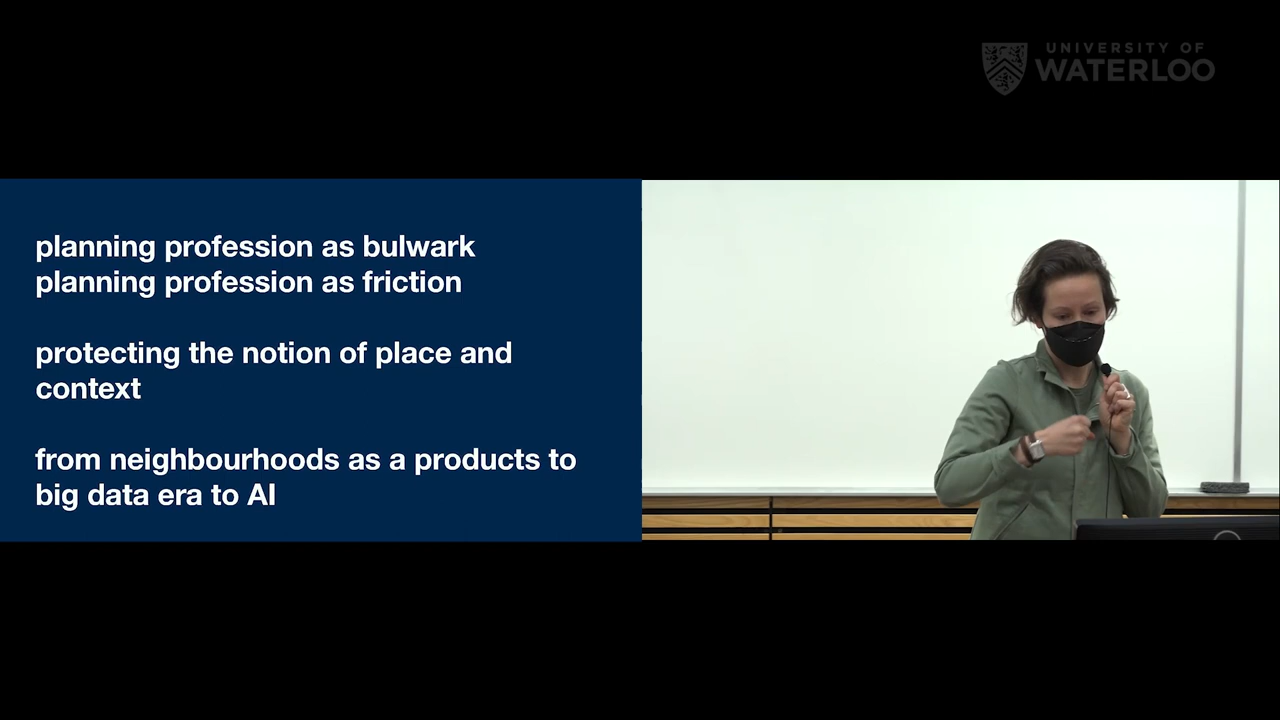 UNIVERSITY OF
WATERLOO
planning profession as bulwark
planning profession as friction
protecting the notion of place and
context
from neighbourhoods as a products to
big data era to AI